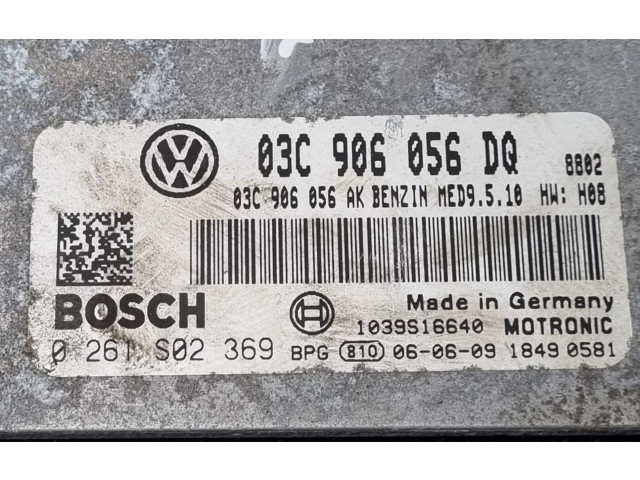 03C 906 056 DQ 8802
03C 906 056 AK BENZIN MED9.5.10 HW: H08
BOSCH
Made in Germany
1039S16640 MOTRONIC
0 261 S02 369 BPG 810 06-06-09 1849 0581